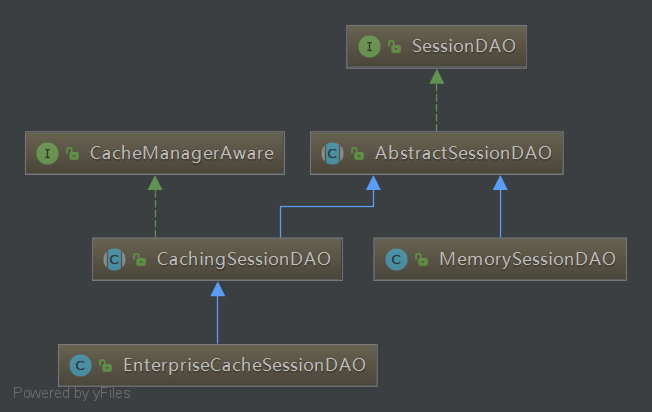 I SessionDAO
I CacheManagerAware
C AbstractSessionDAO
C CachingSessionDAO
C MemorySessionDAO
C EnterpriseCacheSessionDAO
Powered by yFiles